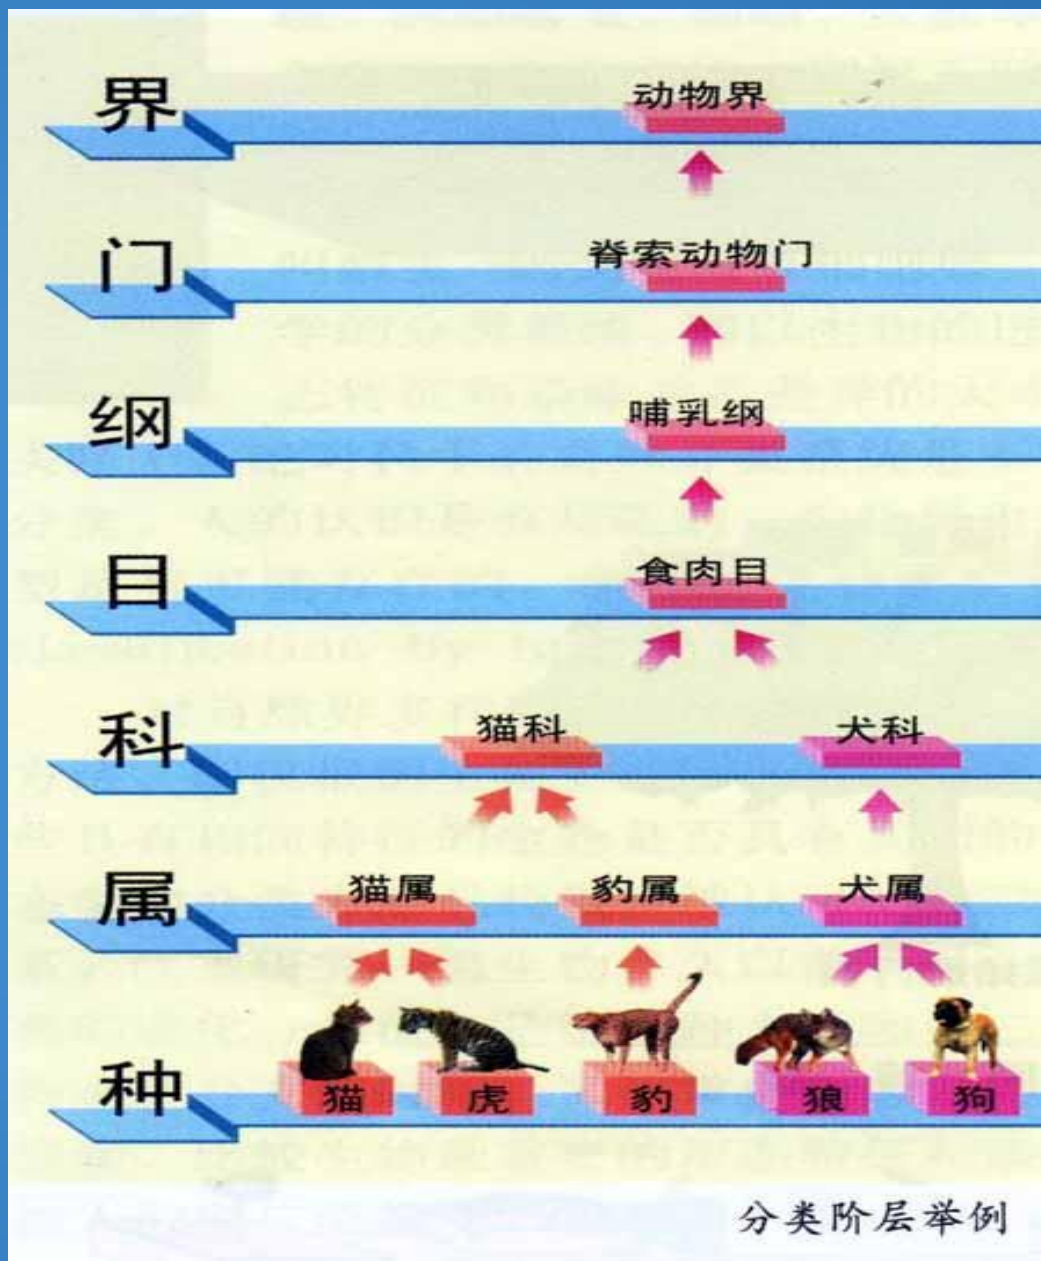 界
动物界
门
脊索动物门
纲
哺乳纲
目
食肉目
科
猫科
犬科
属
猫属
豹属
犬属
种
猫
虎
豹
狼
狗
分类阶层举例